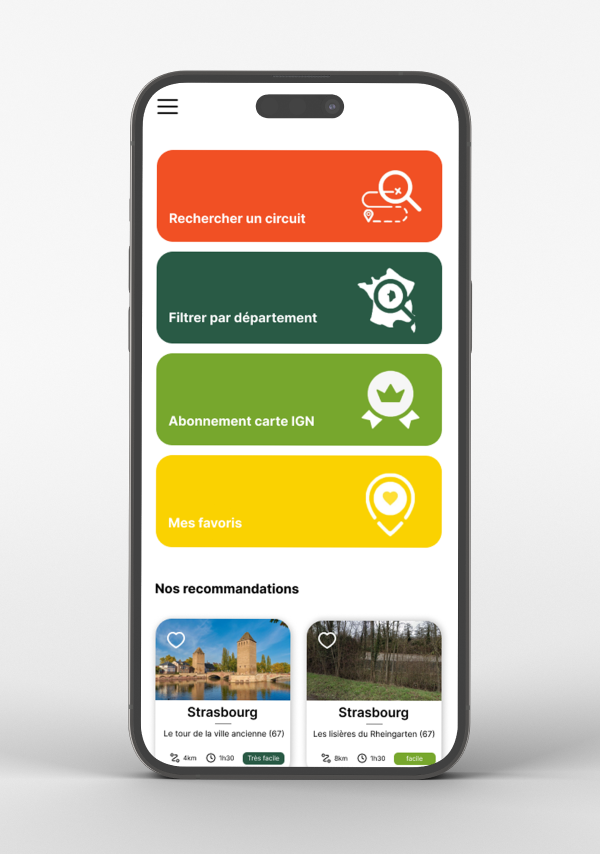 Rechercher un circuit
Filtrer par département
Abonnement carte IGN
Mes favoris
Nos recommandations
Strasbourg
Le tour de la ville ancienne (67)
4km 1h30 Très facile
Strasbourg
Les lisières du Rheingarten (67)
8km 1h30 facile